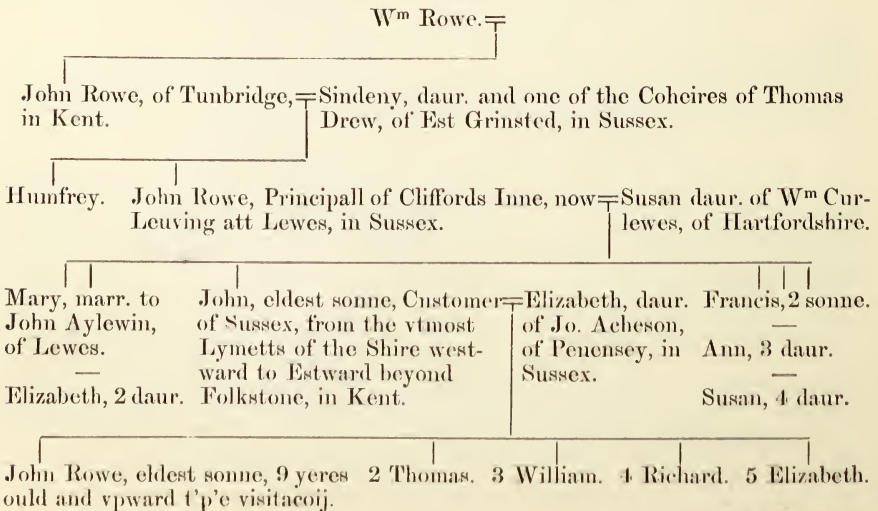 Wm Rowe.
John Rowe, of Tunbridge, Sindeny, daur. and one of the Coheires of Thomas
in Kent. Drew, of Est Grinsted, in Sussex.
Humfrey. John Rowe, Principall of Cliffords Inne, now Susan daur. of Wm Cur-
Leuving att Lewes, in Sussex. lewes, of Hartfordshire.
Mary, marr. to John, eldest sonne, Customer Elizabeth, daur. Francis, 2 sonne.
John Aylewin, of Sussex, from the vtmost of Jo. Acheson,
of Lewes. Lymetts of the Shire west- of Penensey, in Ann, 3 daur.
ward to Estward beyond Sussex.
Elizabeth, 2 daur. Folkstone, in Kent. Susan, 4 daur.
John Rowe, eldest sonne, 9 yeres 2 Thomas. 3 William. 4 Richard. 5 Elizabeth.
ould and vpward t'p'e visitacoij.